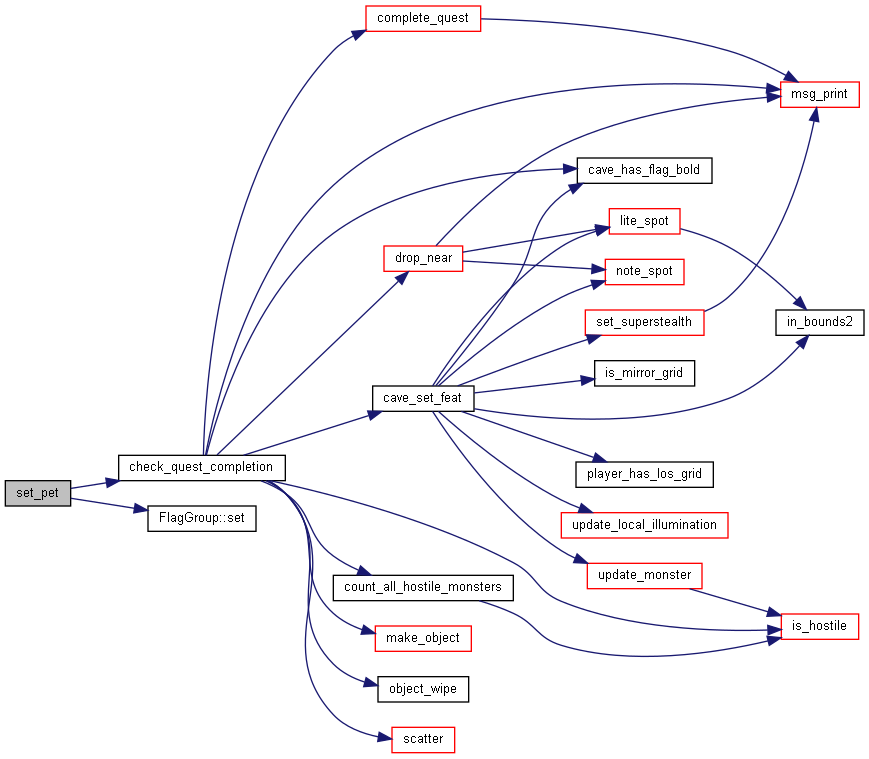 complete_quest
msg_print
cave_has_flag_bold
lite_spot
drop_near
note_spot
set_superstealth
in_bounds2
is_mirror_grid
cave_set_feat
check_quest_completion
player_has_los_grid
set_pet
FlagGroup::set
update_local_illumination
update_monster
count_all_hostile_monsters
is_hostile
make_object
object_wipe
scatter